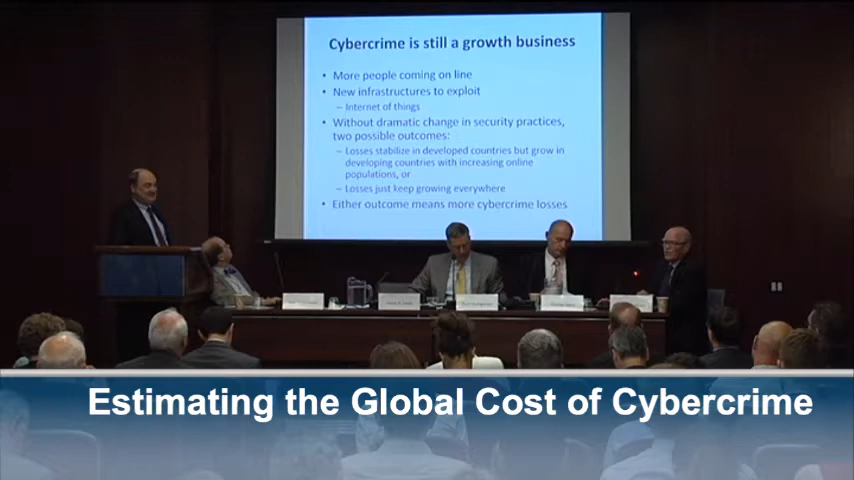 Cybercrime is still a growth business
• More people coming on line
• New infrastructures to exploit
– Internet of things
• Without dramatic change in security practices,
two possible outcomes:
– Losses stabilize in developed countries but grow in
developing countries with increasing online
populations, or
– Losses just keep growing everywhere
• Either outcome means more cybercrime losses
Estimating the Global Cost of Cybercrime